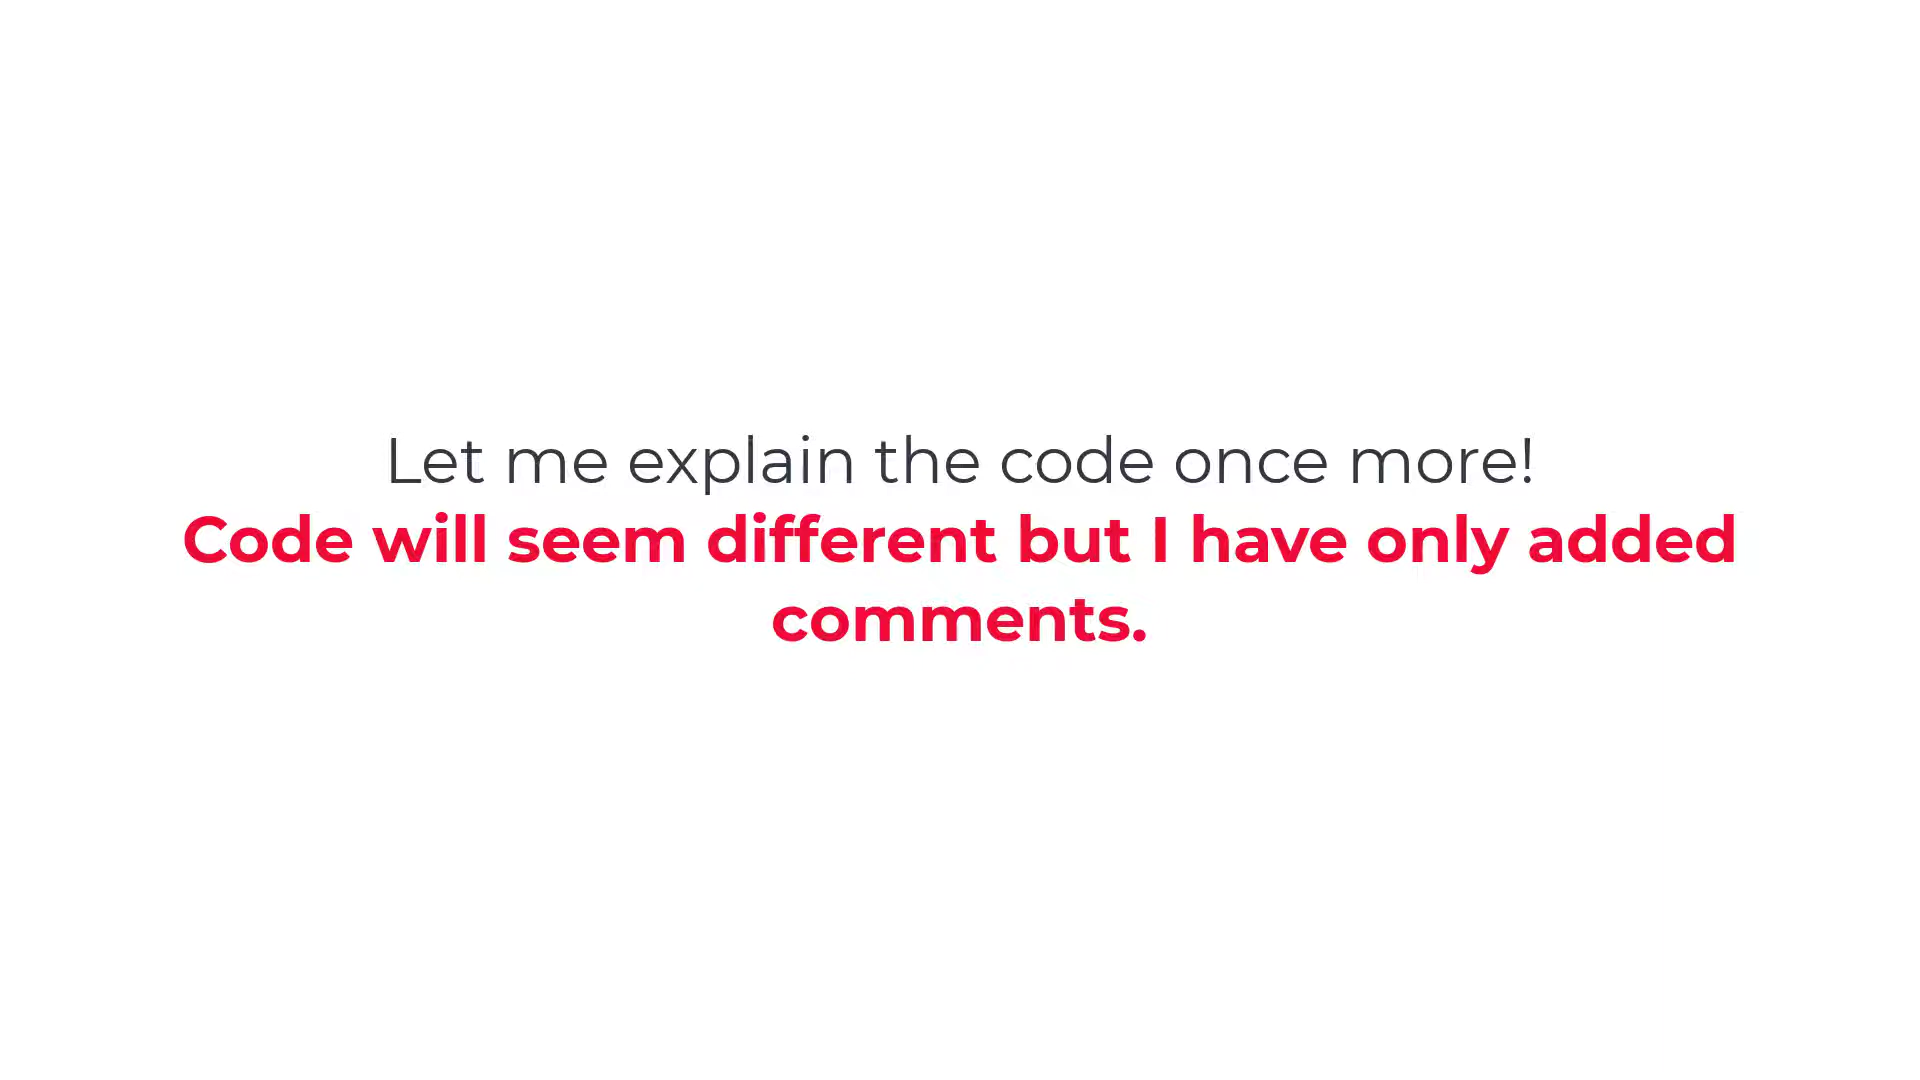 Let me explain the code once more!
Code will seem different but I have only added
comments.